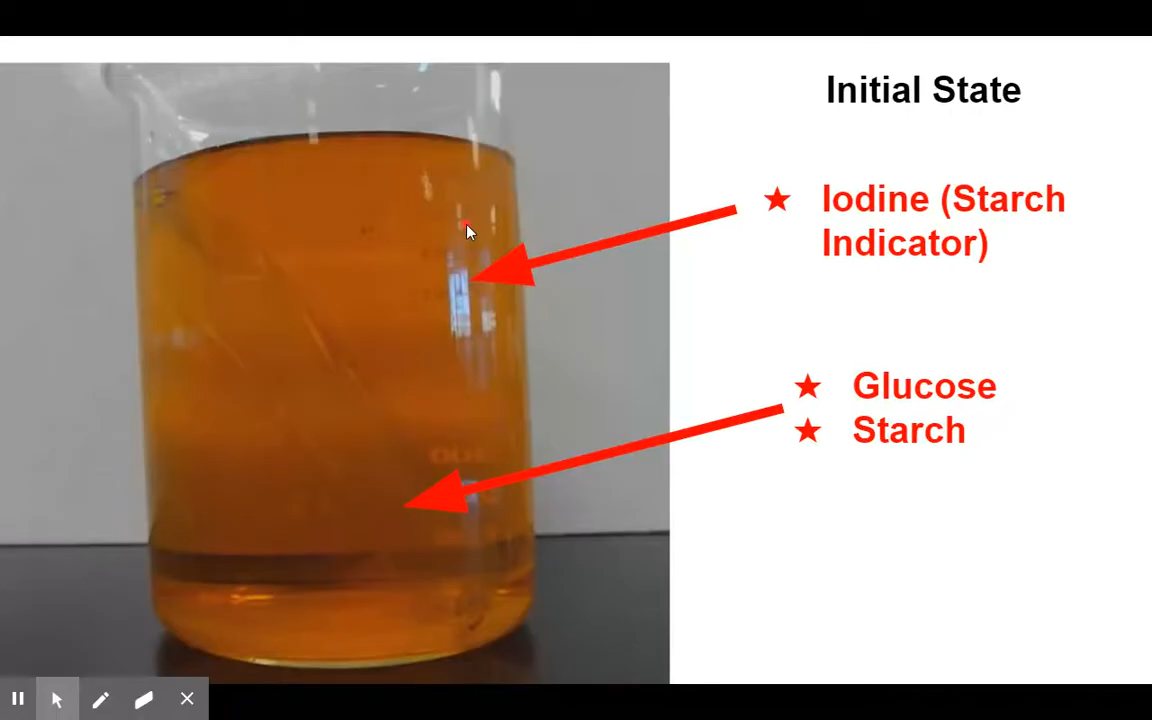 Initial State
★ Iodine (Starch
Indicator)
★ Glucose
★ Starch